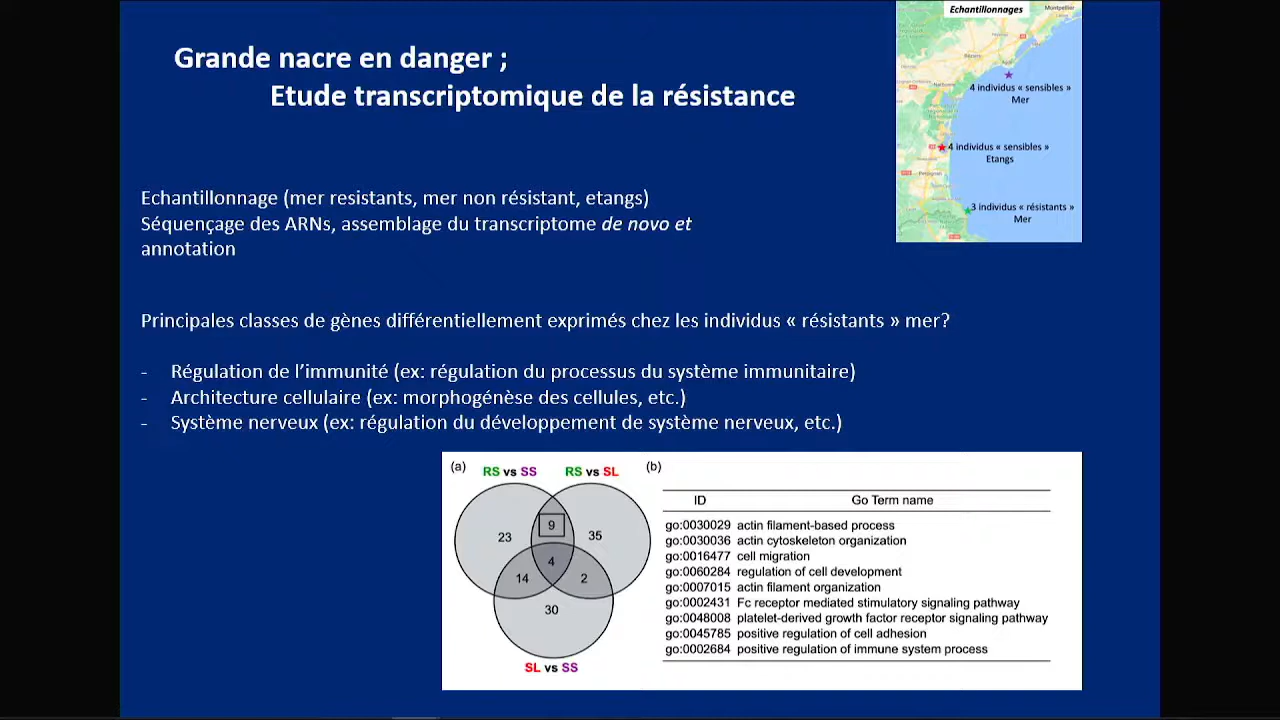 Grande nacre en danger ;
Etude transcriptomique de la résistance
Echantillonnages
Montpellier
Béziers
Narbonne
4 individus « sensibles »
Mer
4 individus « sensibles »
Etangs
Perpignan
3 individus « résistants »
Mer
Echantillonnage (mer resistants, mer non résistant, etangs)
Séquençage des ARNs, assemblage du transcriptome de novo et
annotation
Principales classes de gènes différentiellement exprimés chez les individus « résistants » mer?
- Régulation de l’immunité (ex: régulation du processus du système immunitaire)
- Architecture cellulaire (ex: morphogénèse des cellules, etc.)
- Système nerveux (ex: régulation du développement de système nerveux, etc.)
(a) RS vs SS RS vs SL (b)
23 9 35
4
14 2
30
SL vs SS
ID Go Term name
go:0030029 actin filament-based process
go:0030036 actin cytoskeleton organization
go:0016477 cell migration
go:0060284 regulation of cell development
go:0007015 actin filament organization
go:0002431 Fc receptor mediated stimulatory signaling pathway
go:0048008 platelet-derived growth factor receptor signaling pathway
go:0045785 positive regulation of cell adhesion
go:0002684 positive regulation of immune system process